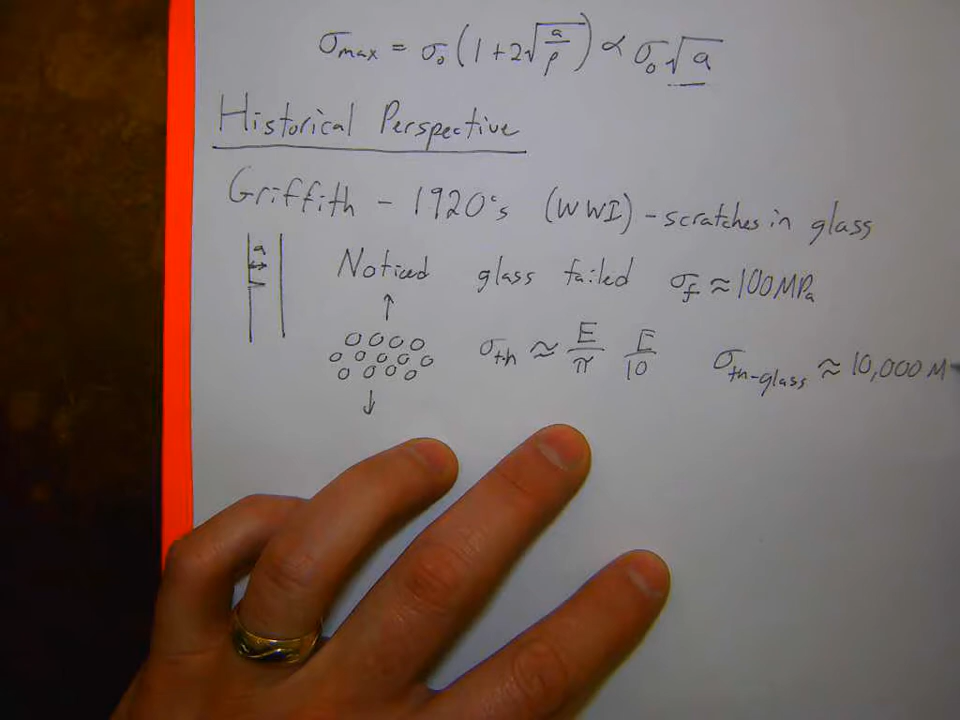 σmax = σ₀ (1 + 2√(a/ρ)) ∝ σ₀√a
Historical Perspective
Griffith - 1920's (WWI) - scratches in glass
a
Noticed glass failed σf ≈ 100MPa
σth ≈ E/π E/10 σth-glass ≈ 10,000 M